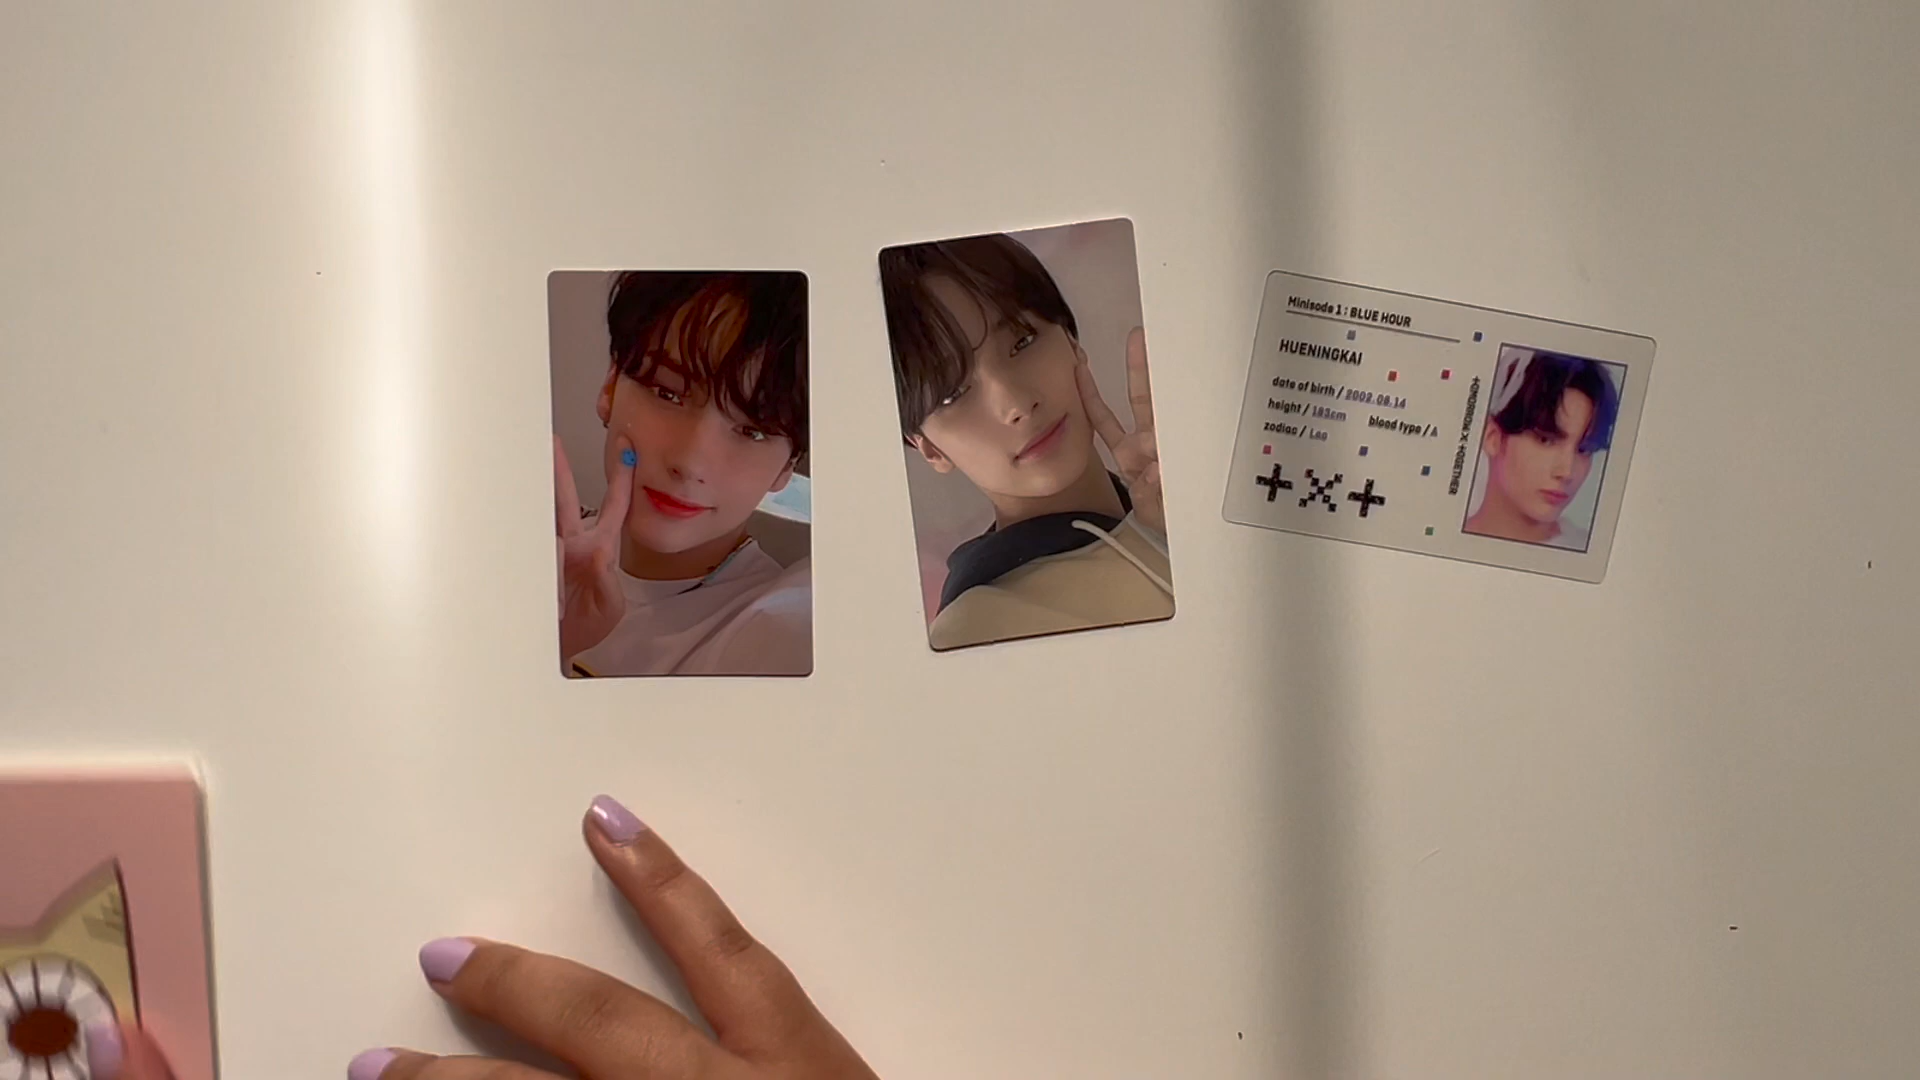 Minisode 1 : BLUE HOUR
HUENINGKAI
date of birth / 2002.08.14
height / 183cm blood type / A
zodiac / Leo
+X+
TOMORROW X TOGETHER